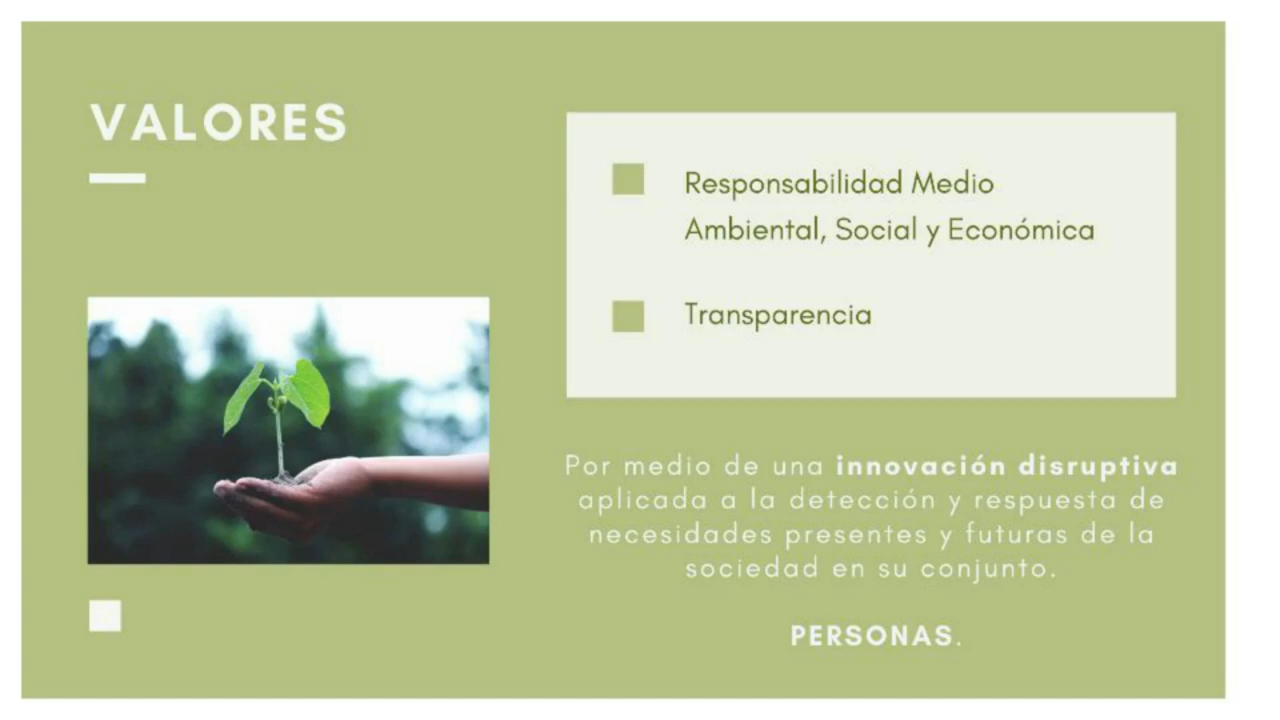 VALORES
Responsabilidad Medio
Ambiental, Social y Económica
Transparencia
Por medio de una innovación disruptiva
aplicada a la detección y respuesta de
necesidades presentes y futuras de la
sociedad en su conjunto.
PERSONAS.